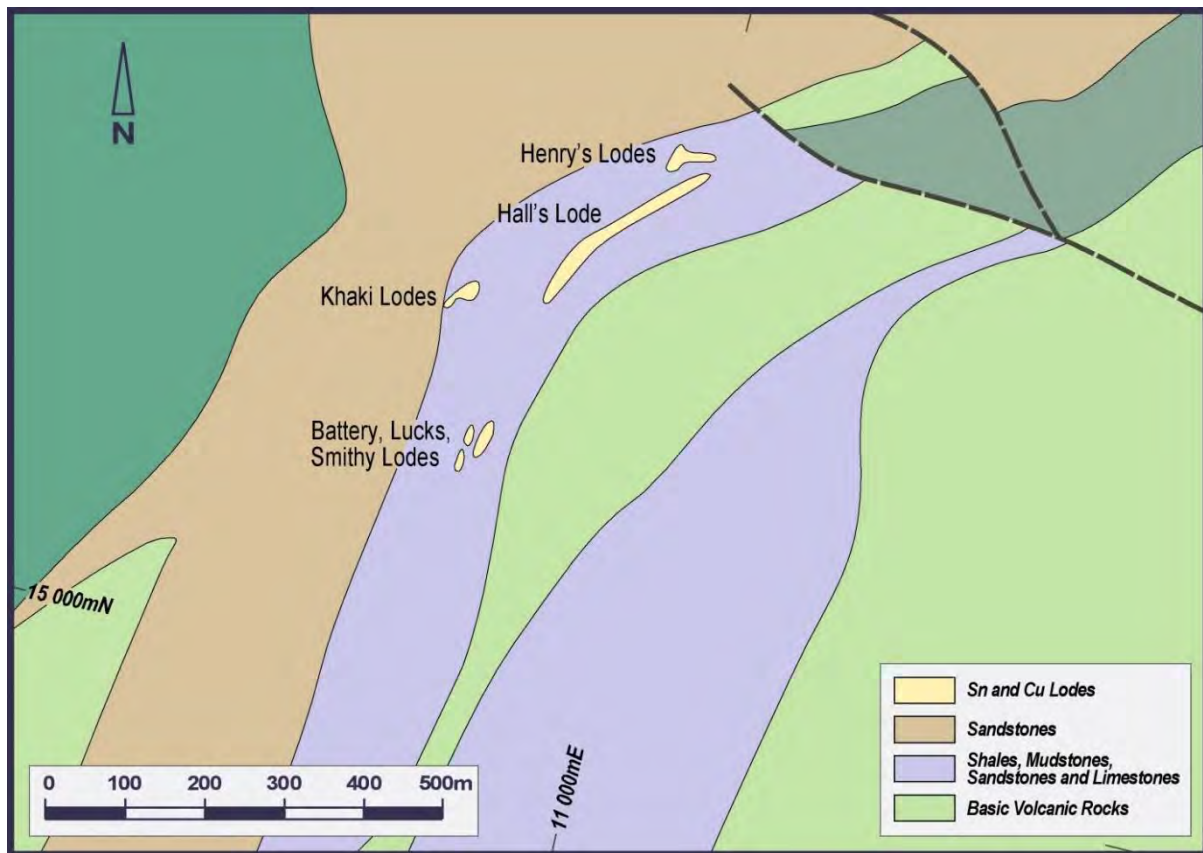 N
Henry's Lodes
Hall's Lode
Khaki Lodes
Battery, Lucks,
Smithy Lodes
15 000mN
11 000mE
0 100 200 300 400 500m
Sn and Cu Lodes
Sandstones
Shales, Mudstones,
Sandstones and Limestones
Basic Volcanic Rocks